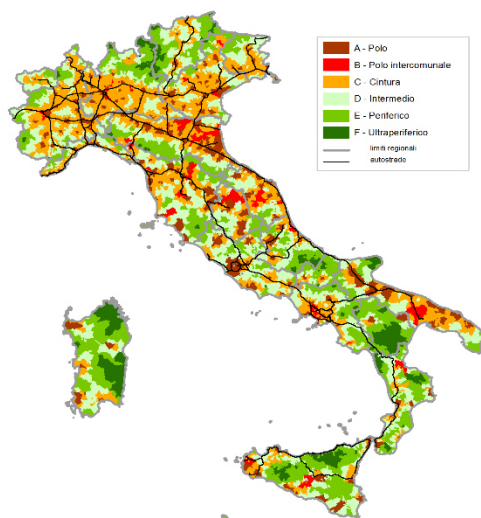 A - Polo
B - Polo intercomunale
C - Cintura
D - Intermedio
E - Periferico
F - Ultraperiferico
limiti regionali
autostrade